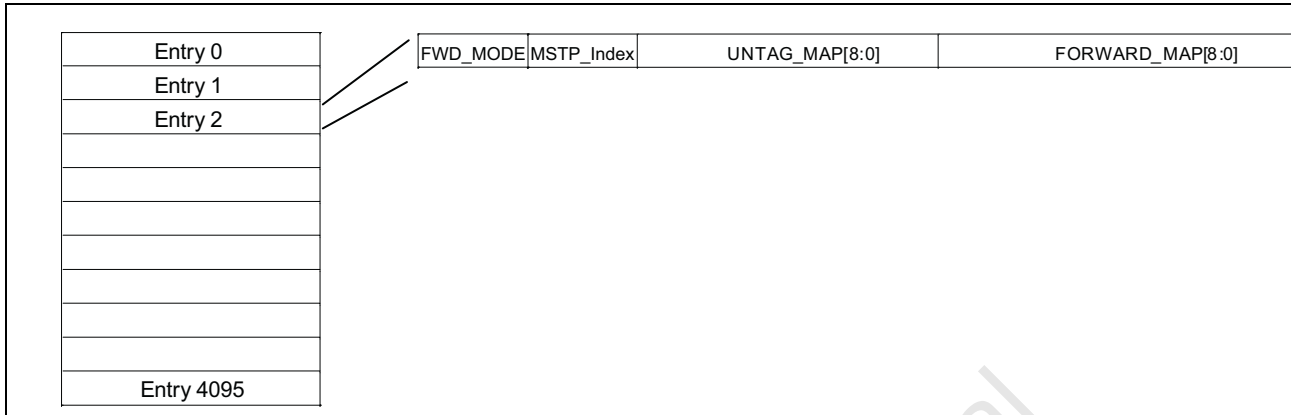 Entry 0
Entry 1
Entry 2
Entry 4095
FWD_MODE MSTP_Index UNTAG_MAP[8:0] FORWARD_MAP[8:0]